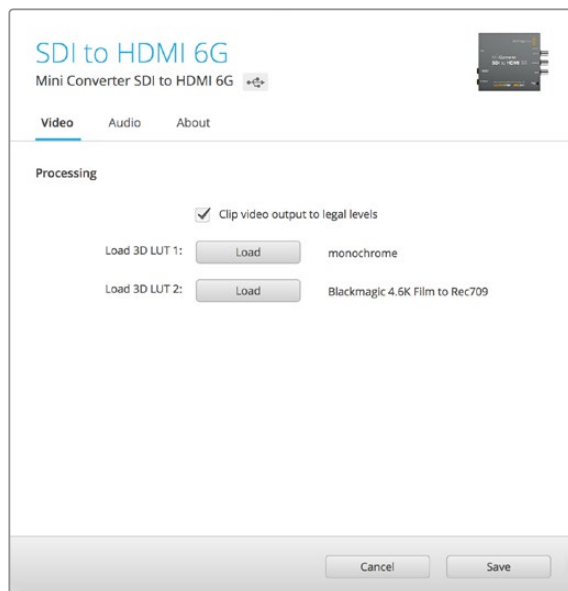 SDI to HDMI 6G
Mini Converter SDI to HDMI 6G
Video Audio About
Processing
Clip video output to legal levels
Load 3D LUT 1: Load monochrome
Load 3D LUT 2: Load Blackmagic 4.6K Film to Rec709
Cancel Save